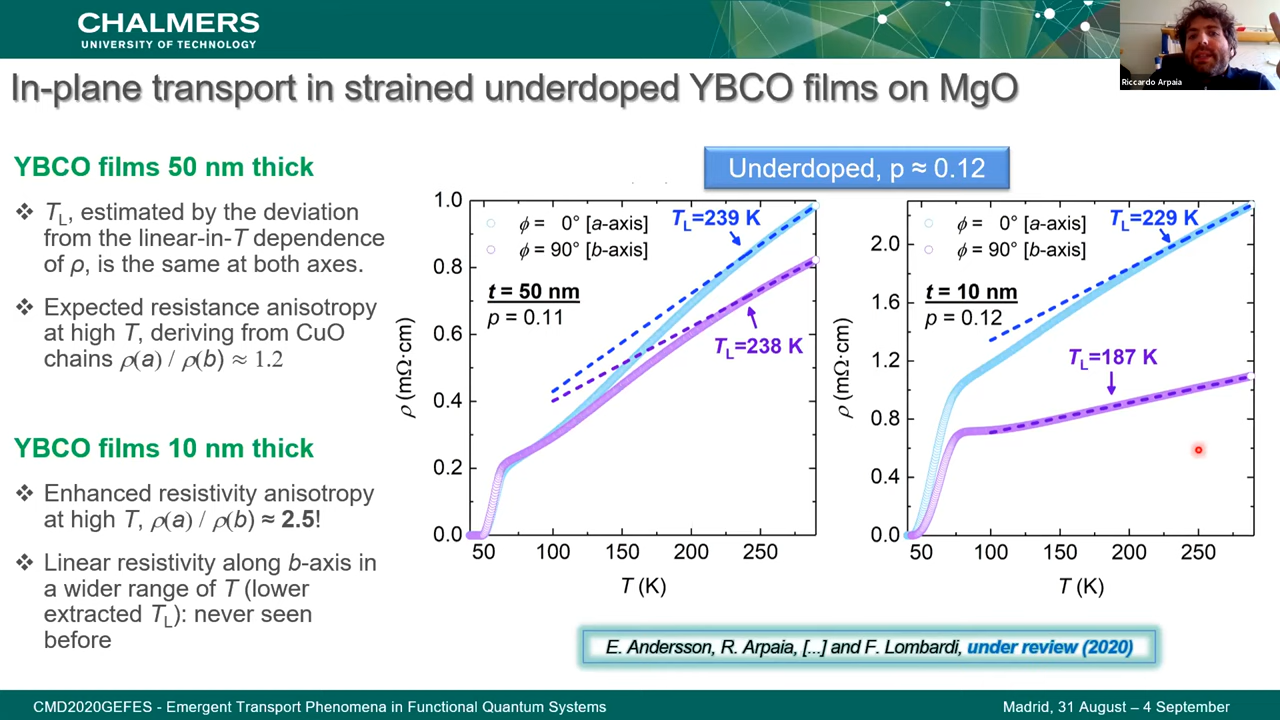 CHALMERS
UNIVERSITY OF TECHNOLOGY
Riccardo Arpaia
In-plane transport in strained underdoped YBCO films on MgO
YBCO films 50 nm thick
❖ T_L, estimated by the deviation
from the linear-in-T dependence
of ρ, is the same at both axes.
❖ Expected resistance anisotropy
at high T, deriving from CuO
chains ρ(a) / ρ(b) ≈ 1.2
YBCO films 10 nm thick
❖ Enhanced resistivity anisotropy
at high T, ρ(a) / ρ(b) ≈ 2.5!
❖ Linear resistivity along b-axis in
a wider range of T (lower
extracted T_L): never seen
before
Underdoped, p ≈ 0.12
1.0
0.8
0.6
0.4
0.2
0.0
ρ (mΩ·cm)
ϕ = 0° [a-axis]
ϕ = 90° [b-axis]
t = 50 nm
p = 0.11
T_L=239 K
T_L=238 K
50 100 150 200 250
T (K)
2.0
1.6
1.2
0.8
0.4
0.0
ρ (mΩ·cm)
ϕ = 0° [a-axis]
ϕ = 90° [b-axis]
t = 10 nm
p = 0.12
T_L=229 K
T_L=187 K
50 100 150 200 250
T (K)
E. Andersson, R. Arpaia, [...] and F. Lombardi, under review (2020)
CMD2020GEFES - Emergent Transport Phenomena in Functional Quantum Systems
Madrid, 31 August – 4 September